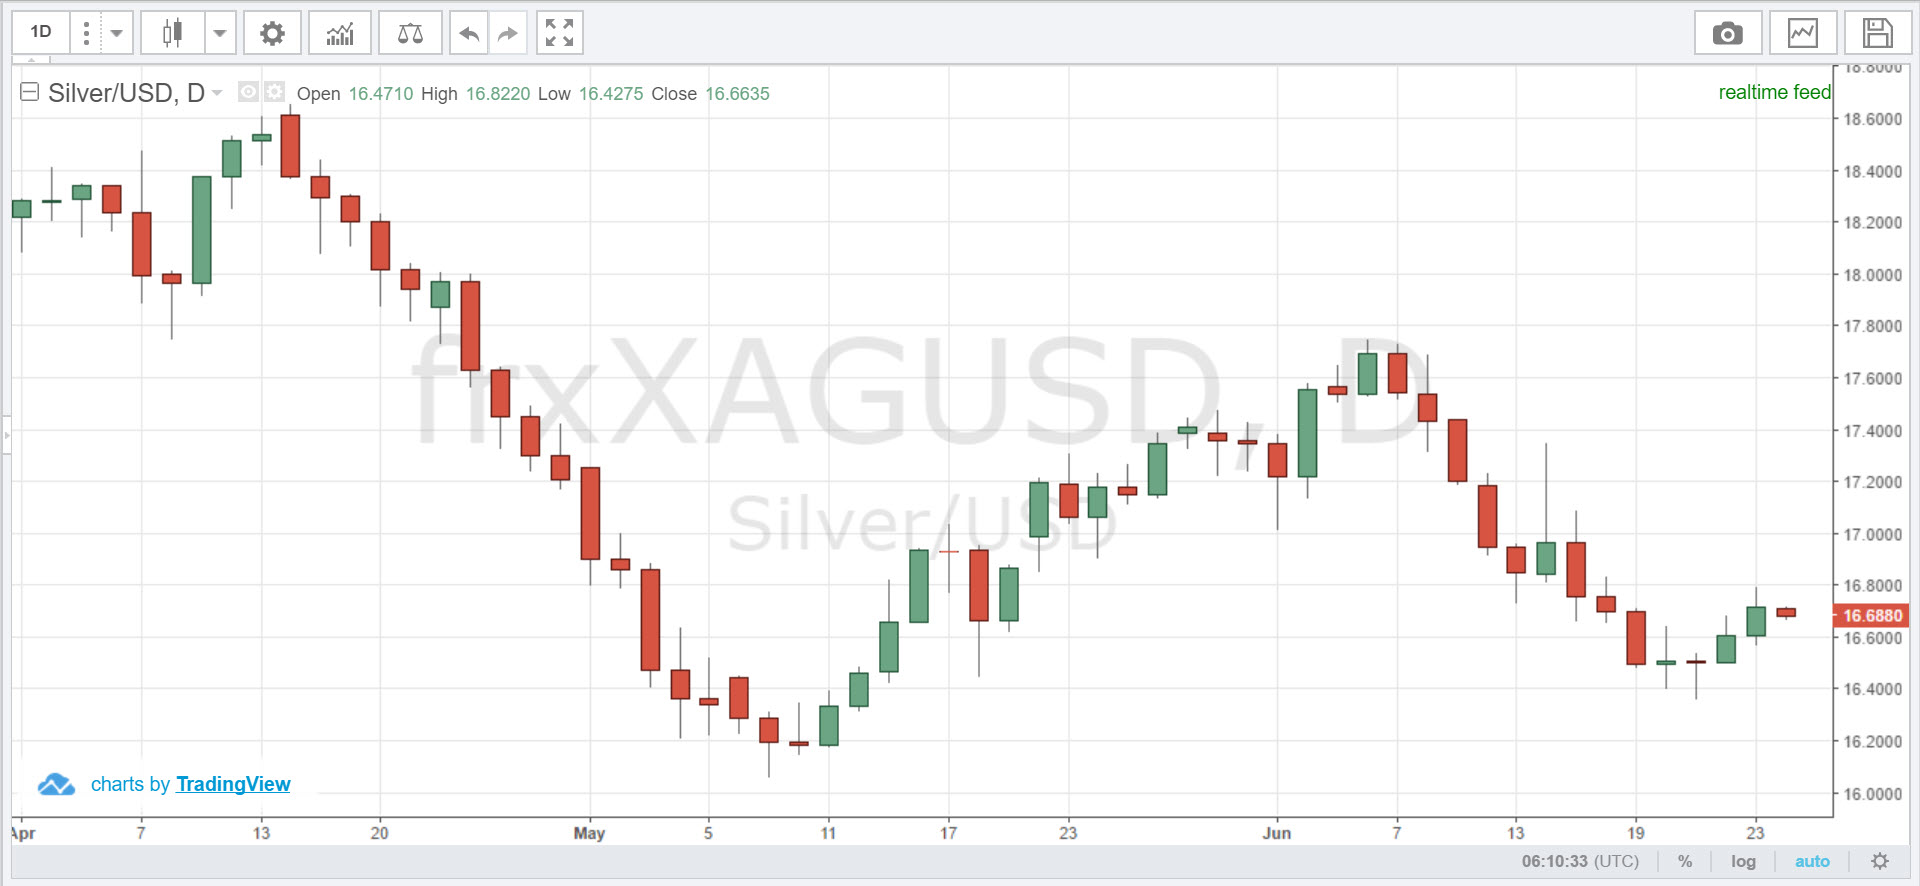 1D
Silver/USD, D Open 16.4710 High 16.8220 Low 16.4275 Close 16.6635
realtime feed
18.8000
18.6000
18.4000
18.2000
18.0000
17.8000
17.6000
17.4000
17.2000
17.0000
16.8000
16.6880
16.6000
16.4000
16.2000
16.0000
frxXAGUSD, D
Silver/USD
charts by TradingView
Apr 7 13 20 May 5 11 17 23 Jun 7 13 19 23
06:10:33 (UTC) % log auto